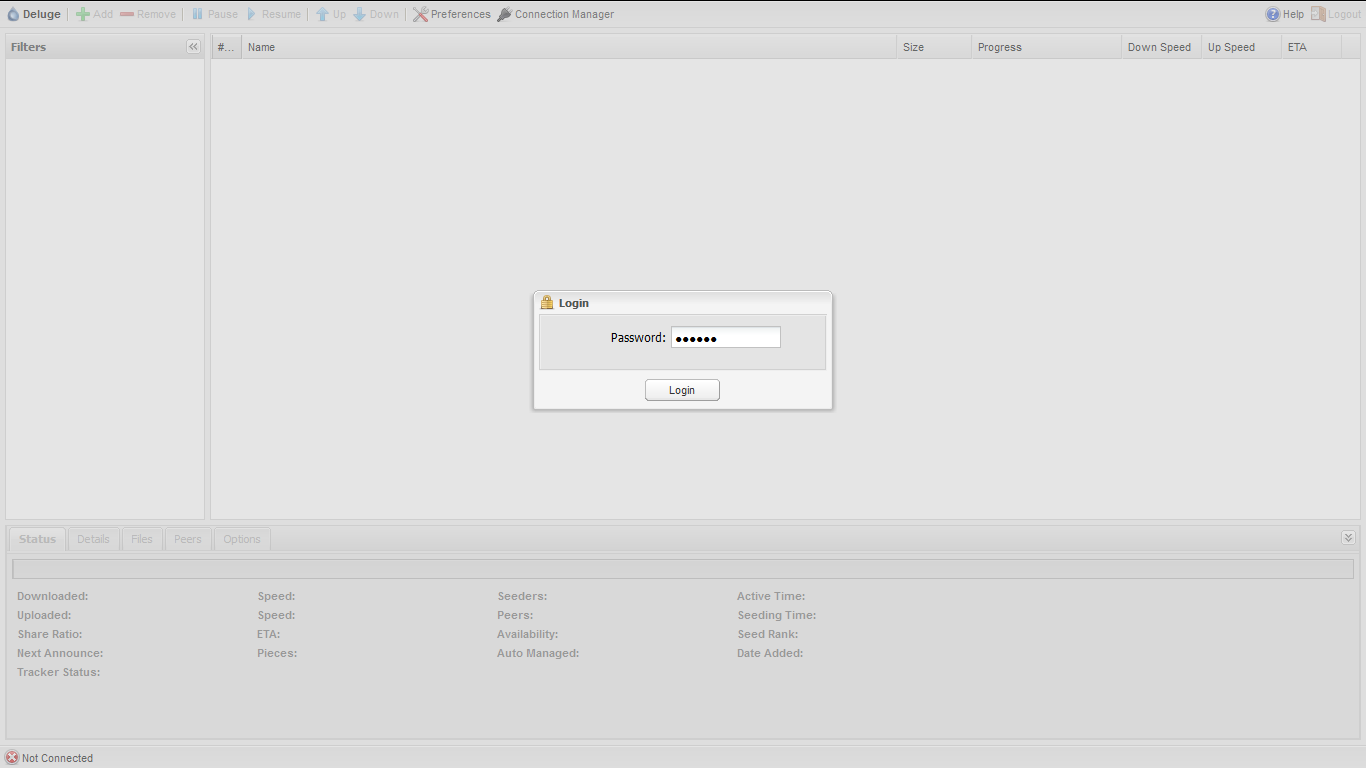 Deluge Add Remove Pause Resume Up Down Preferences Connection Manager Help Logout
Filters #... Name Size Progress Down Speed Up Speed ETA
Login
Password: ●●●●●●
Login
Status Details Files Peers Options
Downloaded: Speed: Seeders: Active Time:
Uploaded: Speed: Peers: Seeding Time:
Share Ratio: ETA: Availability: Seed Rank:
Next Announce: Pieces: Auto Managed: Date Added:
Tracker Status:
Not Connected